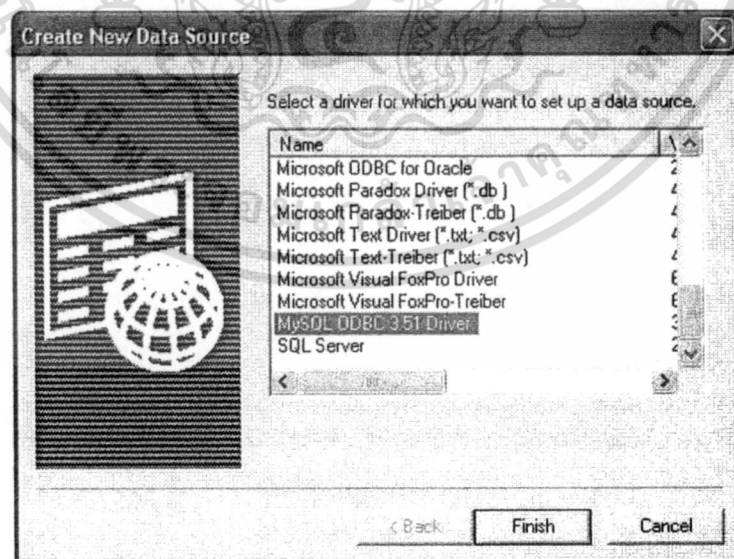 Create New Data Source
Select a driver for which you want to set up a data source.
Name
Microsoft ODBC for Oracle
Microsoft Paradox Driver (*.db )
Microsoft Paradox-Treiber (*.db )
Microsoft Text Driver (*.txt; *.csv)
Microsoft Text-Treiber (*.txt; *.csv)
Microsoft Visual FoxPro Driver
Microsoft Visual FoxPro-Treiber
MySQL ODBC 3.51 Driver
SQL Server
< Back
Finish
Cancel